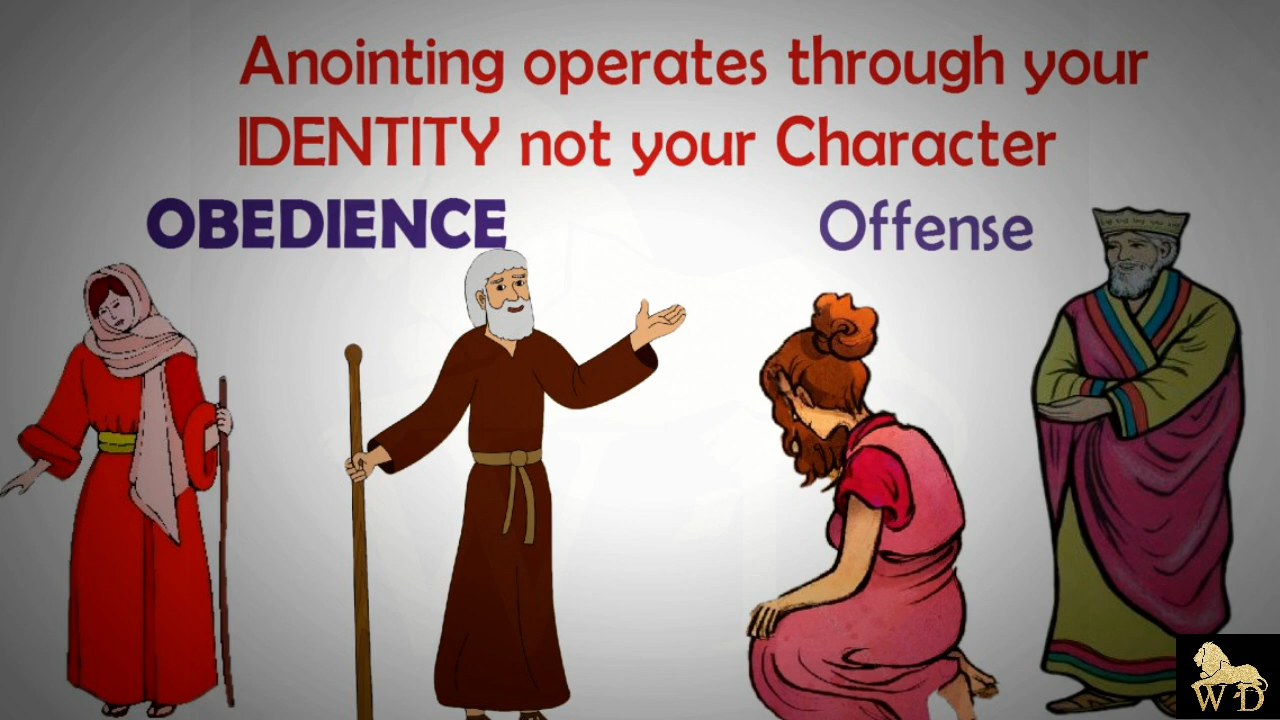 Anointing operates through your
IDENTITY not your Character
OBEDIENCE
Offense
WD